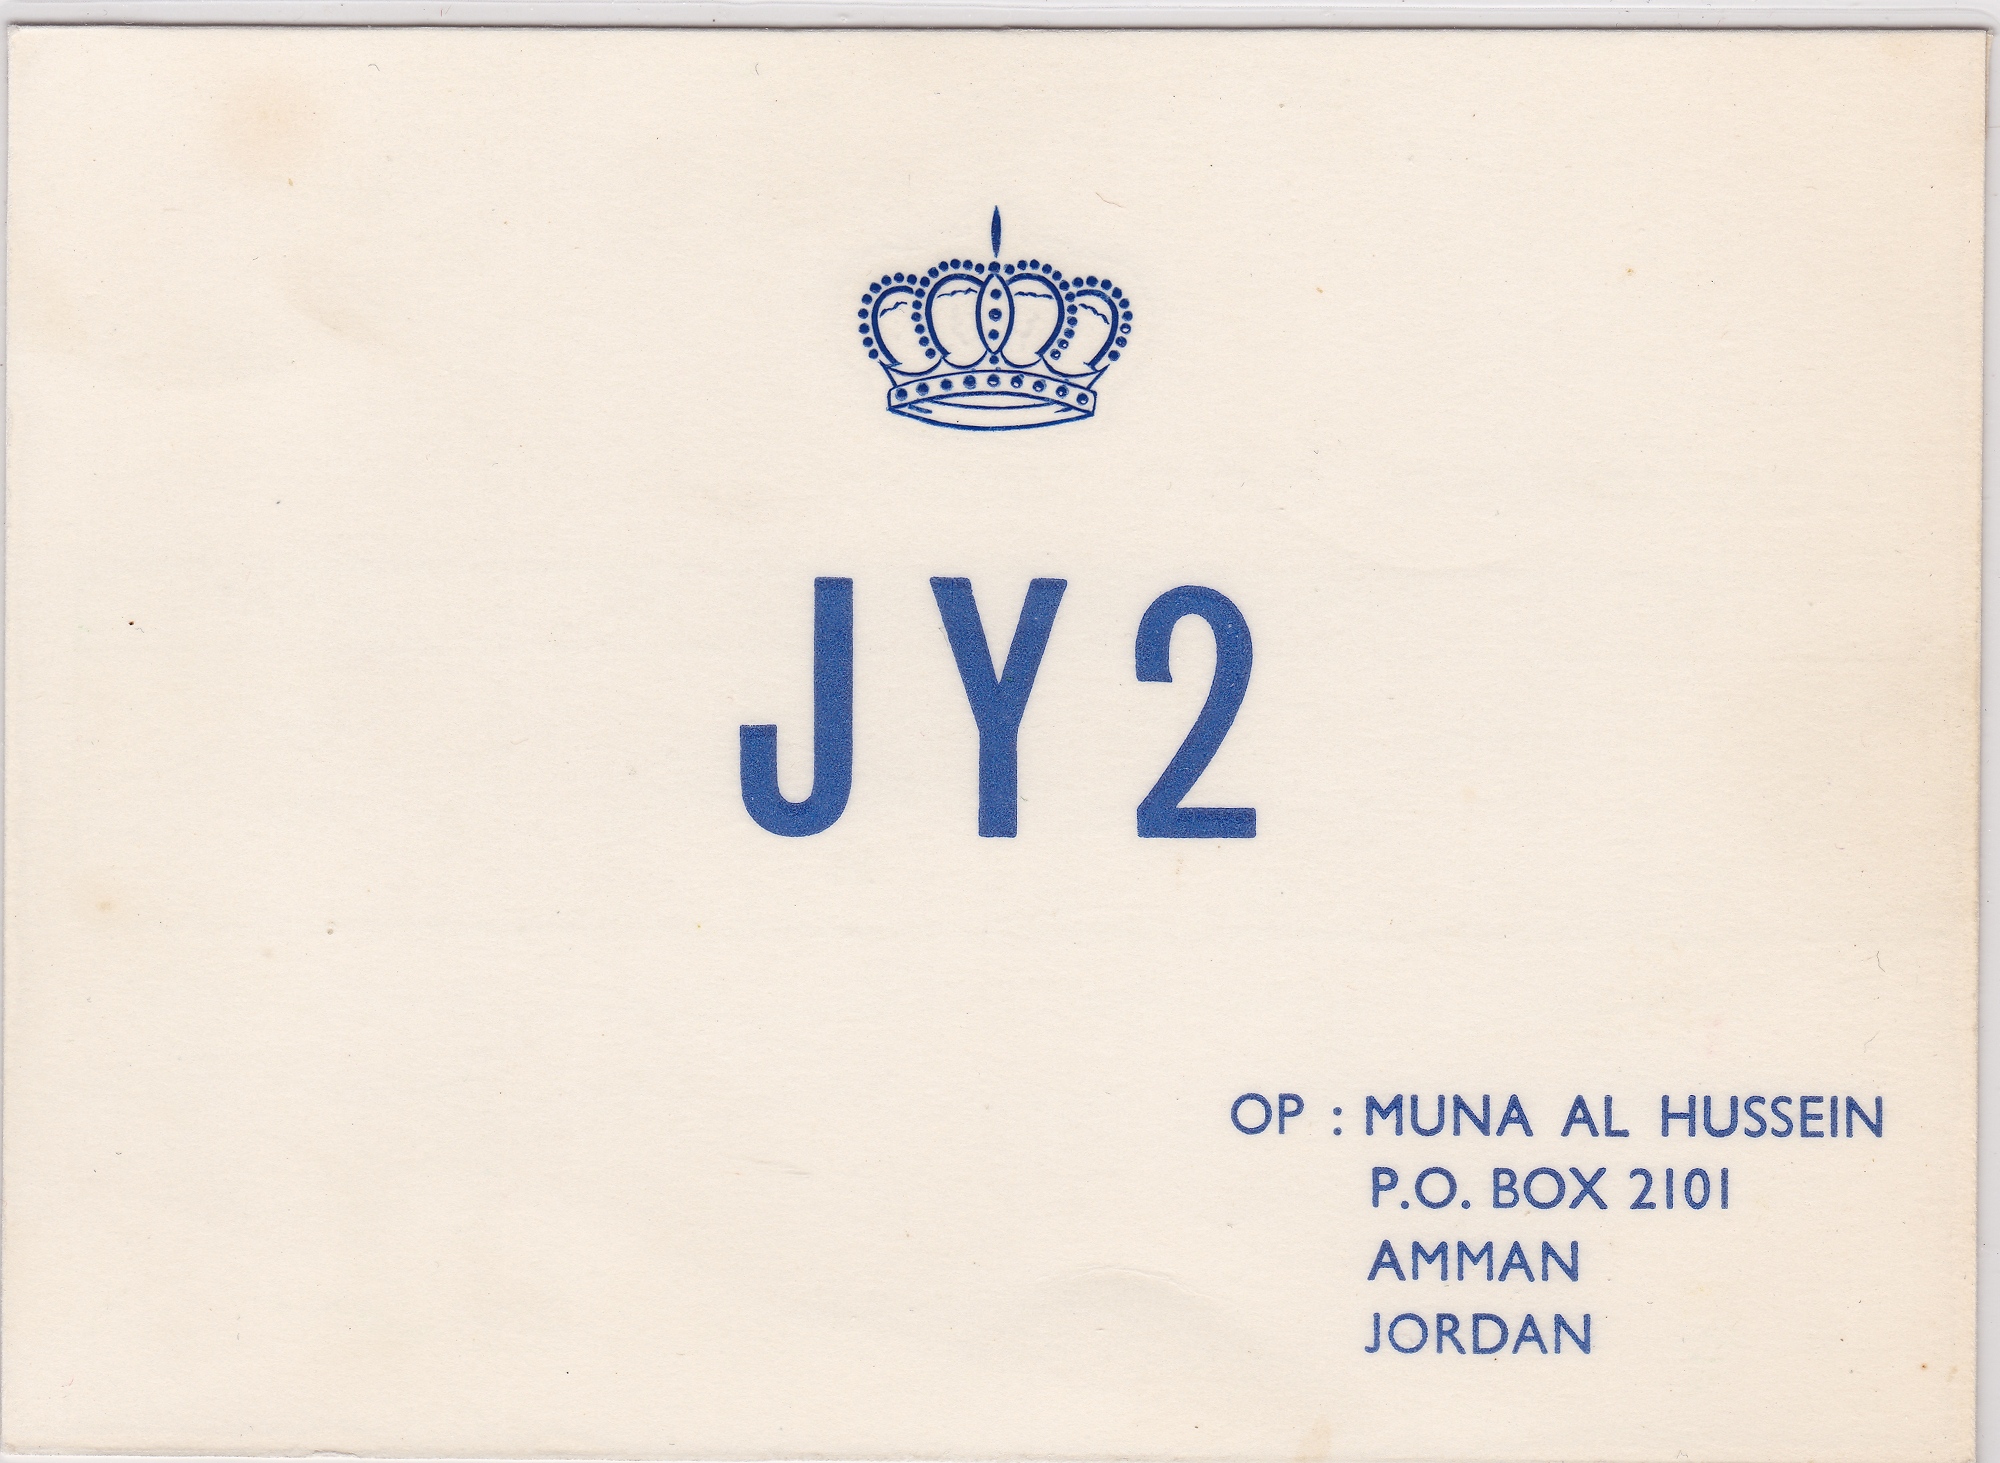 JY2
OP : MUNA AL HUSSEIN
P.O. BOX 2101
AMMAN
JORDAN